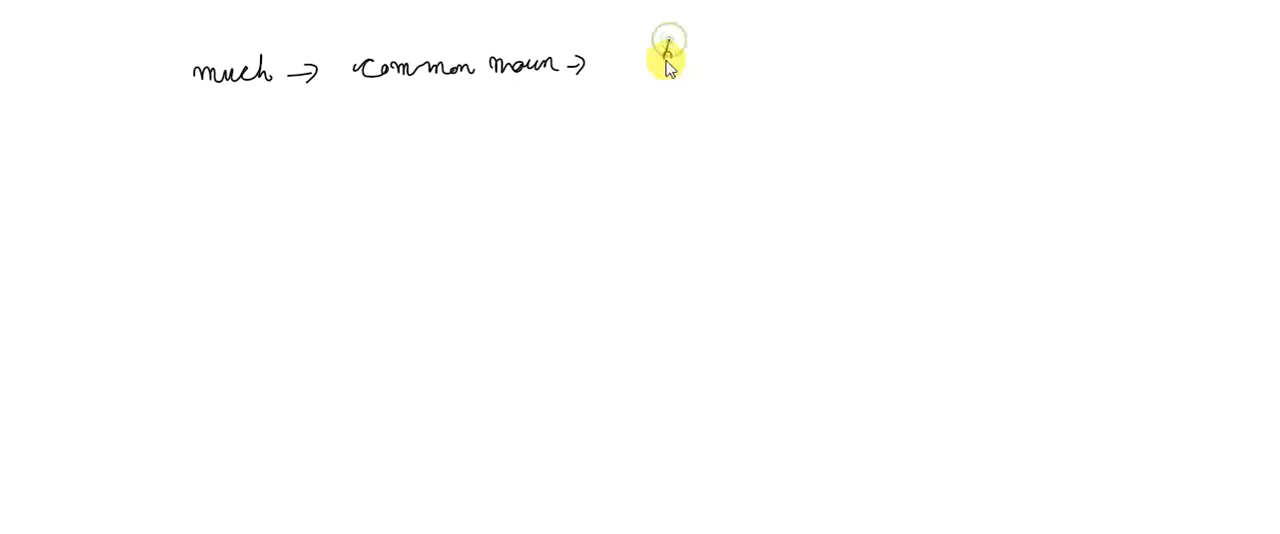 much → common noun →